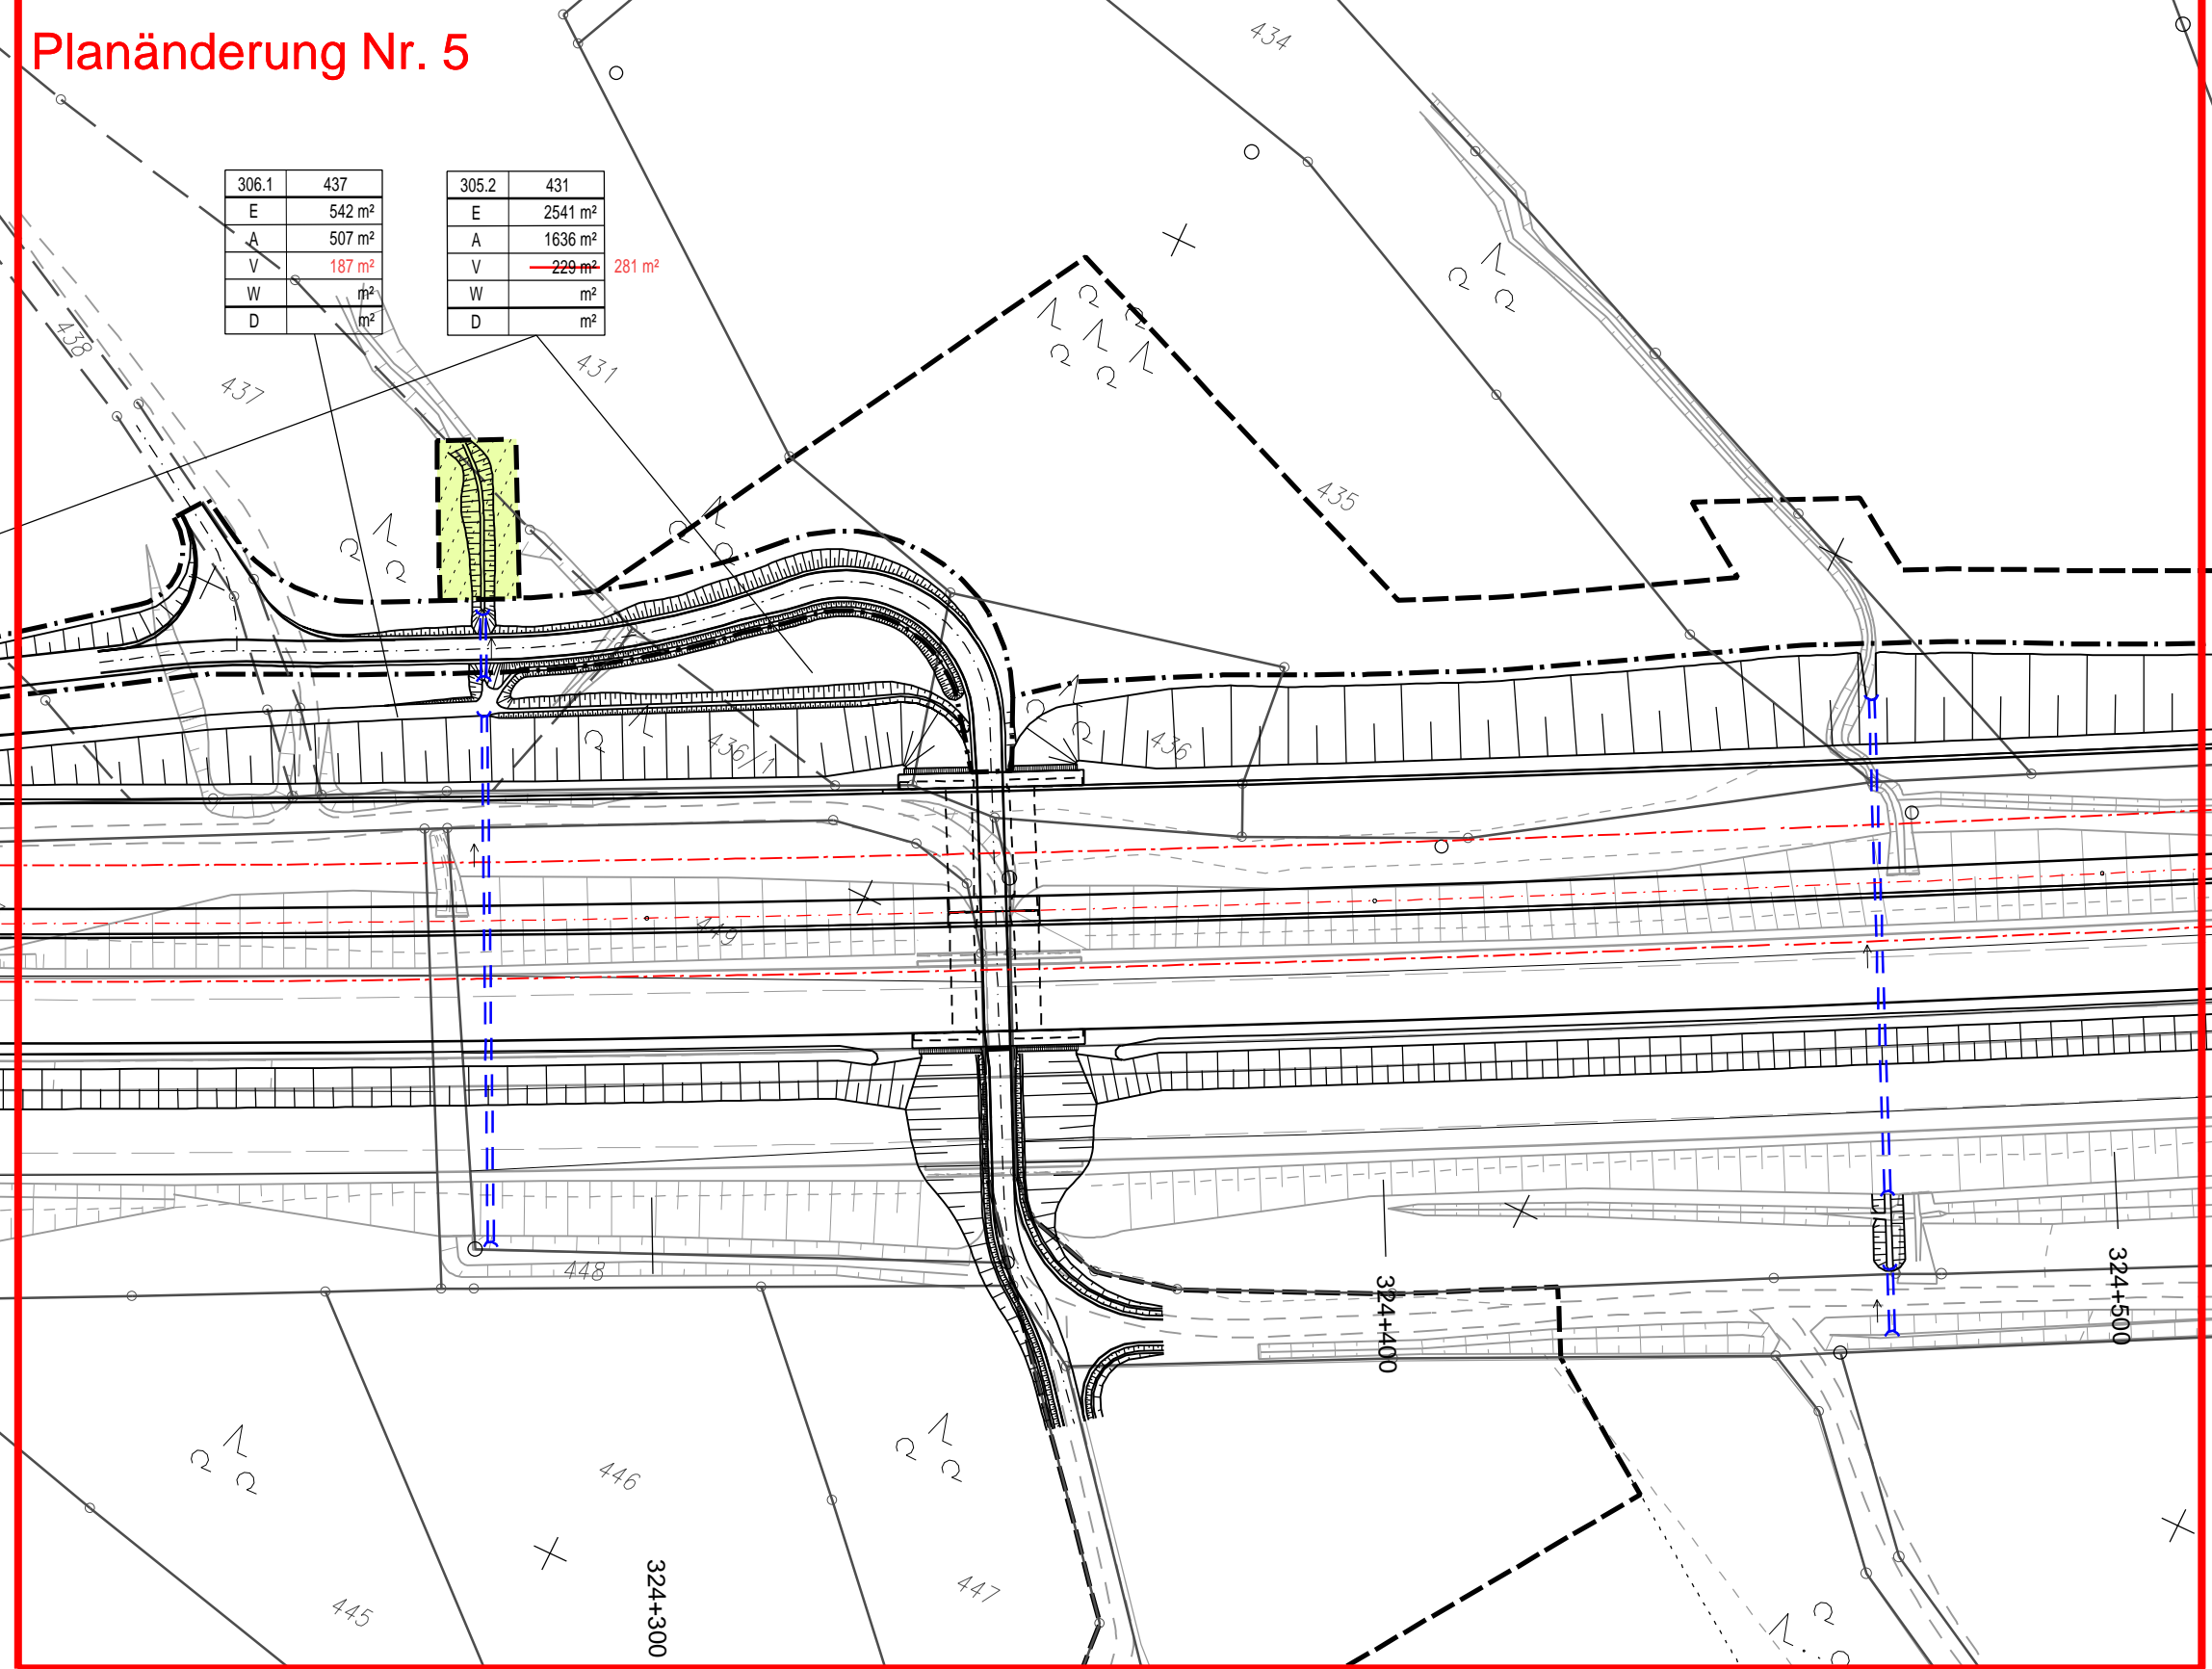 Planänderung Nr. 5
434
306.1 437
E 542 m²
A 507 m²
V 187 m²
W m²
D m²
305.2 431
E 2541 m²
A 1636 m²
V 229 m² 281 m²
W m²
D m²
438
437
431
435
436/1
436
449
448
324+400
324+500
446
445
324+300
447